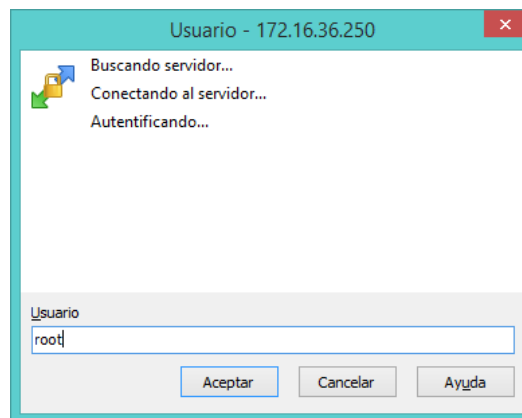 Usuario - 172.16.36.250
Buscando servidor...
Conectando al servidor...
Autentificando...
Usuario
root
Aceptar Cancelar Ayuda